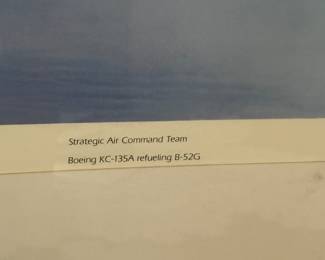 Strategic Air Command Team
Boeing KC-135A refueling B-52G